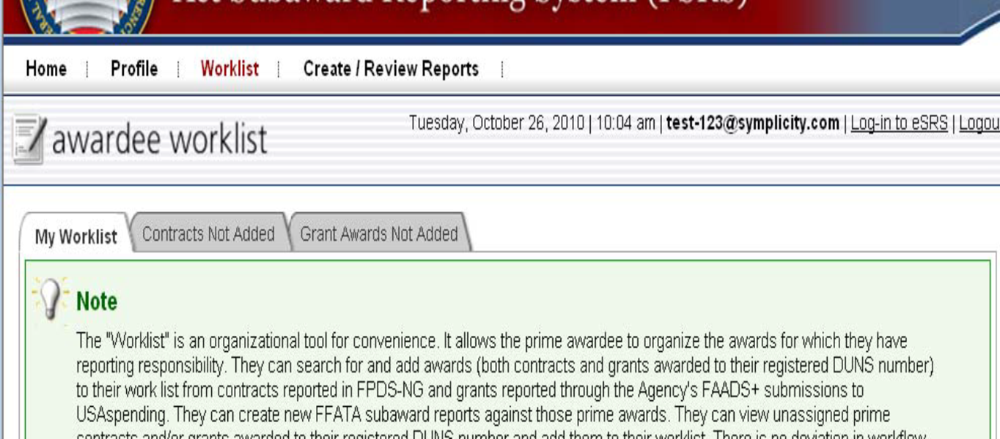 Act Subaward Reporting System (FSRS)
Home | Profile | Worklist | Create / Review Reports |
awardee worklist
Tuesday, October 26, 2010 | 10:04 am | test-123@symplicity.com | Log-in to eSRS | Logou
My Worklist Contracts Not Added Grant Awards Not Added
Note
The "Worklist" is an organizational tool for convenience. It allows the prime awardee to organize the awards for which they have
reporting responsibility. They can search for and add awards (both contracts and grants awarded to their registered DUNS number)
to their work list from contracts reported in FPDS-NG and grants reported through the Agency's FAADS+ submissions to
USAspending. They can create new FFATA subaward reports against those prime awards. They can view unassigned prime
contracts and/or grants awarded to their registered DUNS number and add them to their worklist. There is no deviation in workflow